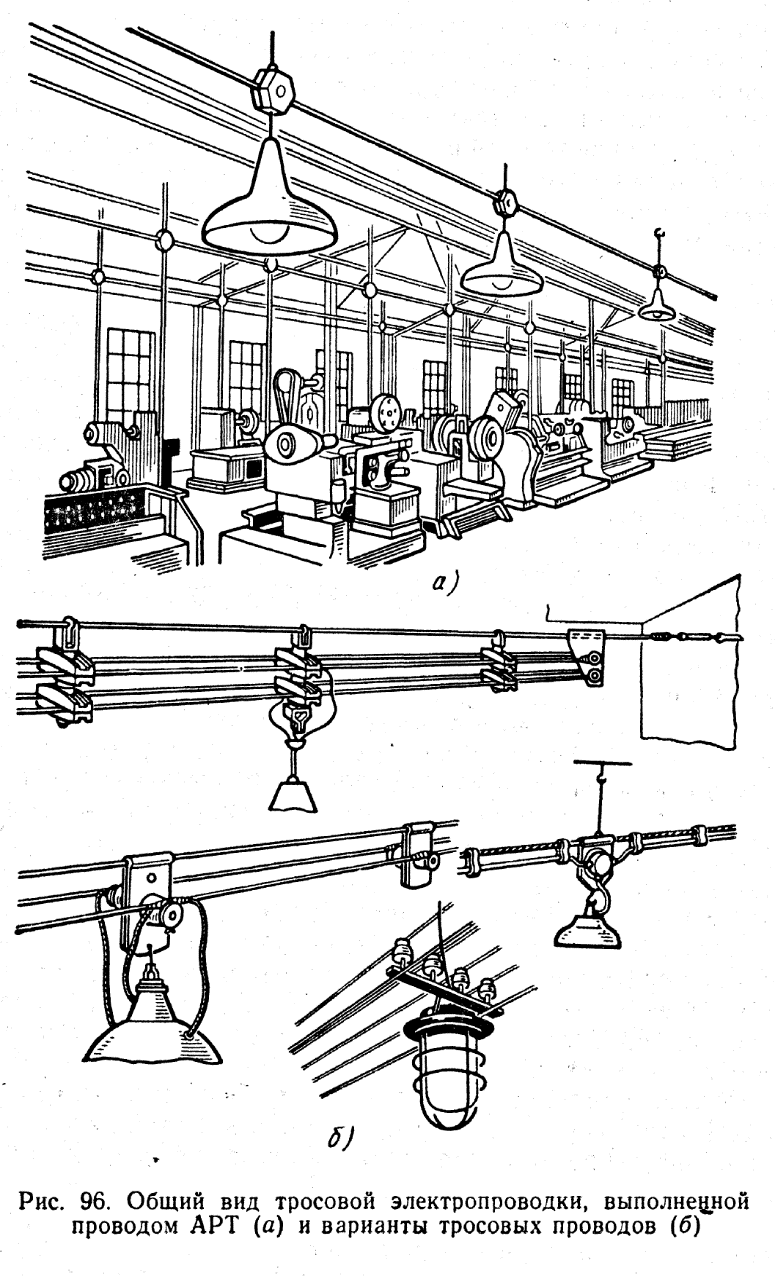 а)
б)
Рис. 96. Общий вид тросовой электропроводки, выполненной
проводом АРТ (а) и варианты тросовых проводов (б)